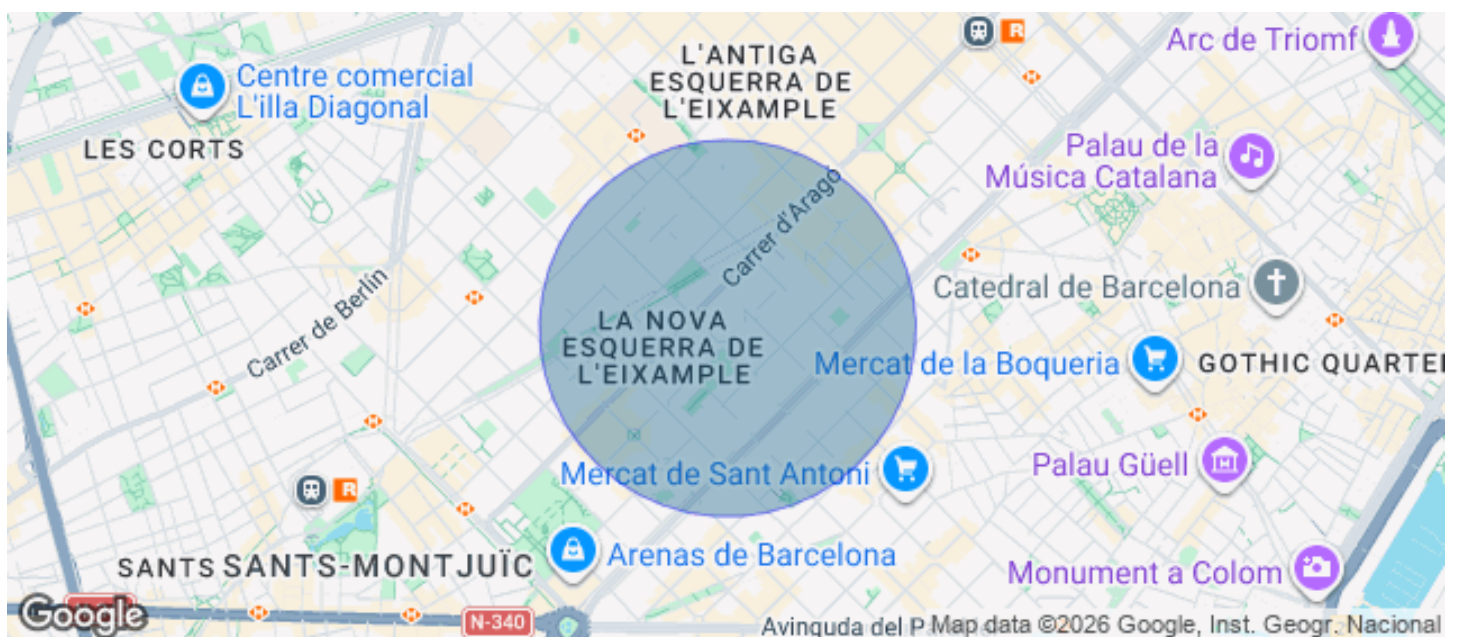 Arc de Triomf
L'ANTIGA
ESQUERRA DE
L'EIXAMPLE
Centre comercial
L'illa Diagonal
LES CORTS
Palau de la
Música Catalana
Carrer d'Aragó
Carrer de Berlín
Catedral de Barcelona
LA NOVA
ESQUERRA DE
L'EIXAMPLE
Mercat de la Boqueria
GOTHIC QUARTE
Mercat de Sant Antoni
Palau Güell
R
R
SANTS
SANTS-MONTJUÏC
Arenas de Barcelona
Monument a Colom
Google
N-340
Avinguda del P
Map data ©2026 Google, Inst. Geogr. Nacional